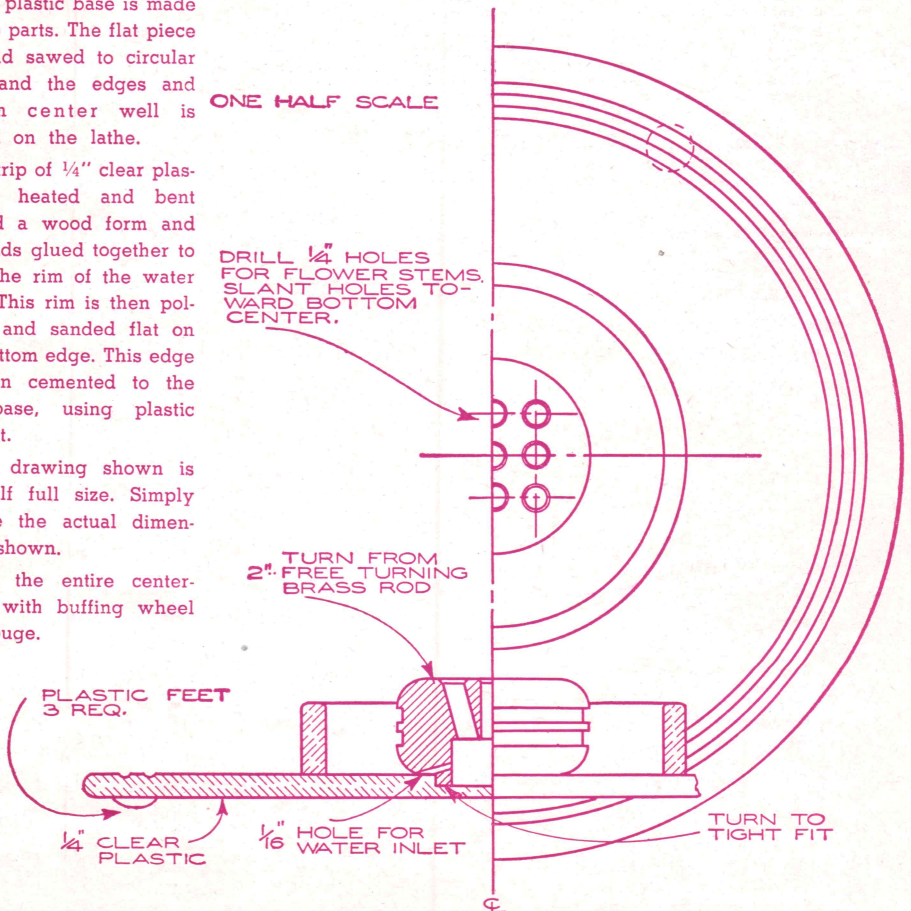 plastic base is made
parts. The flat piece
d sawed to circular
and the edges and
center well is
on the lathe.
trip of ¼" clear plas-
heated and bent
a wood form and
ds glued together to
he rim of the water
This rim is then pol-
and sanded flat on
ttom edge. This edge
n cemented to the
base, using plastic
t.
drawing shown is
lf full size. Simply
e the actual dimen-
shown.
the entire center-
with buffing wheel
uge.
ONE HALF SCALE
DRILL ¼" HOLES
FOR FLOWER STEMS.
SLANT HOLES TO-
WARD BOTTOM
CENTER.
TURN FROM
2" FREE TURNING
BRASS ROD
PLASTIC FEET
3 REQ.
¼" CLEAR
PLASTIC
1/16" HOLE FOR
WATER INLET
TURN TO
TIGHT FIT
℄